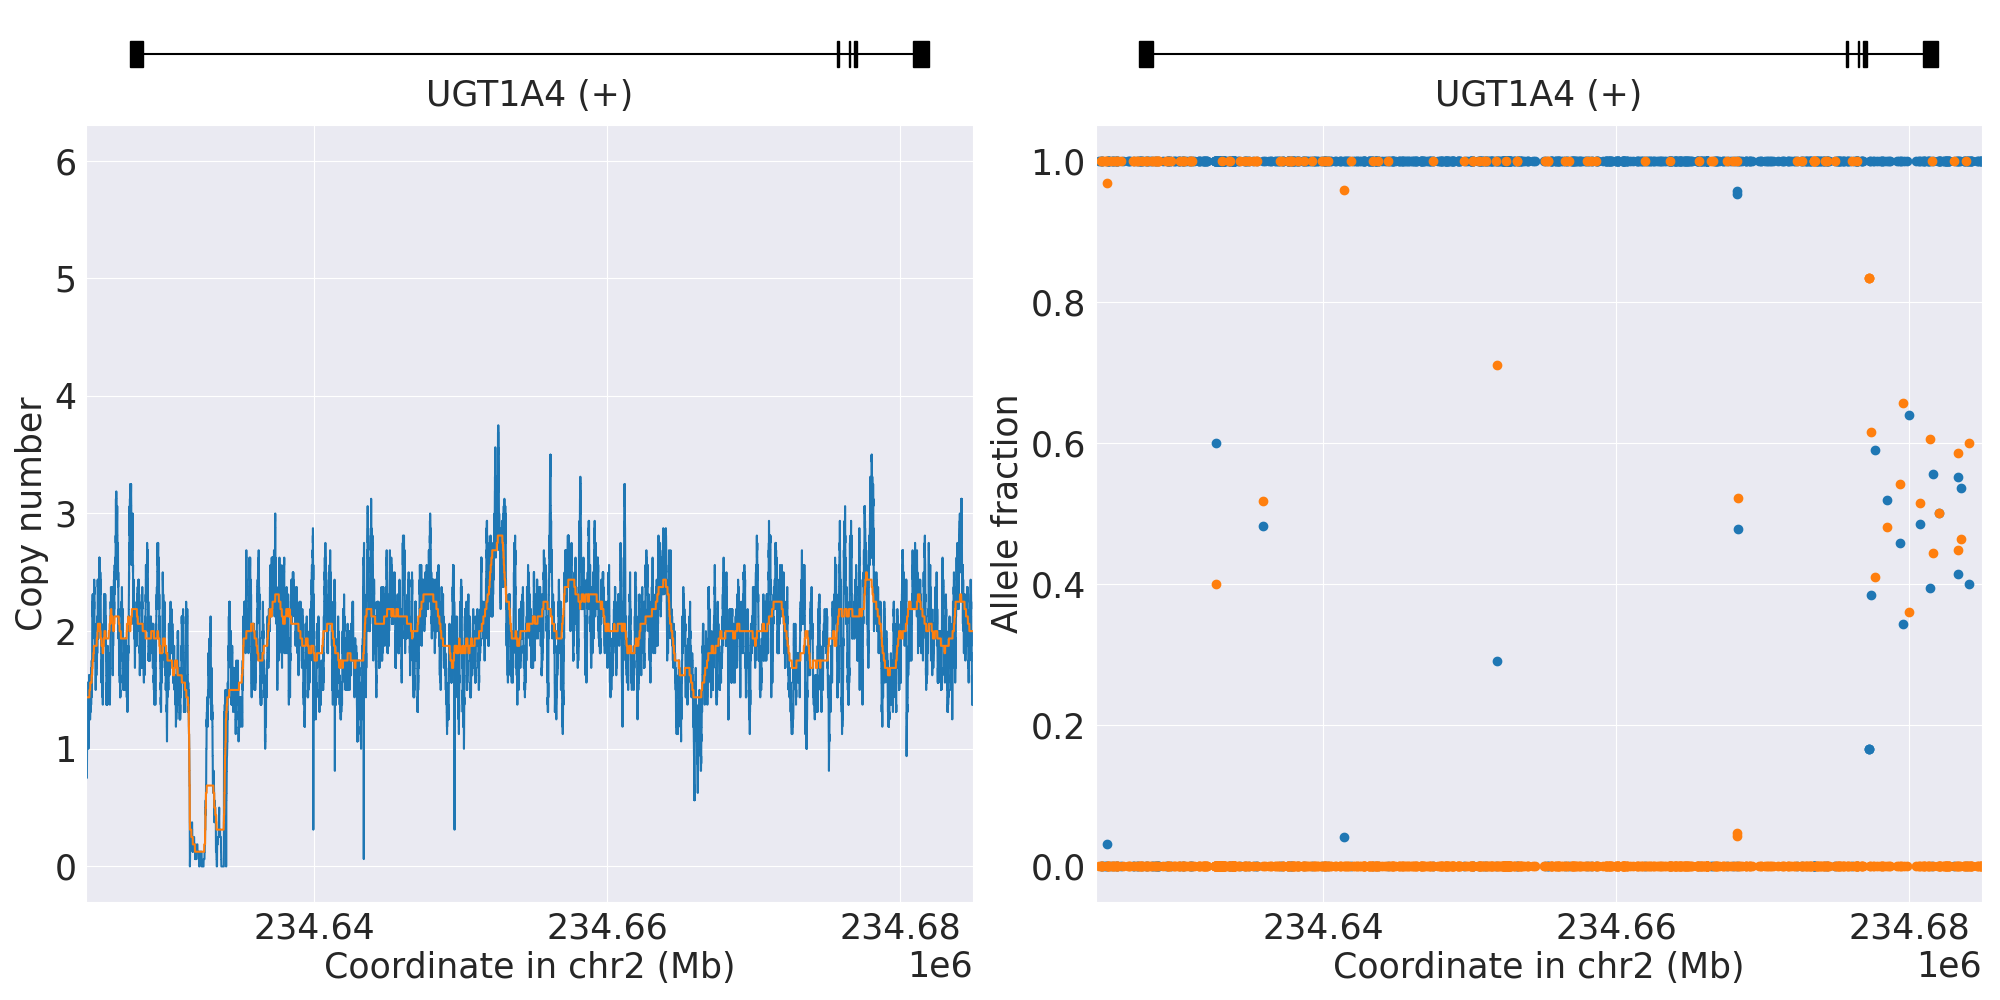 UGT1A4 (+)
6
5
4
3
2
1
0
Copy number
234.64 234.66 234.68
Coordinate in chr2 (Mb) 1e6
UGT1A4 (+)
1.0
0.8
0.6
0.4
0.2
0.0
Allele fraction
234.64 234.66 234.68
Coordinate in chr2 (Mb) 1e6